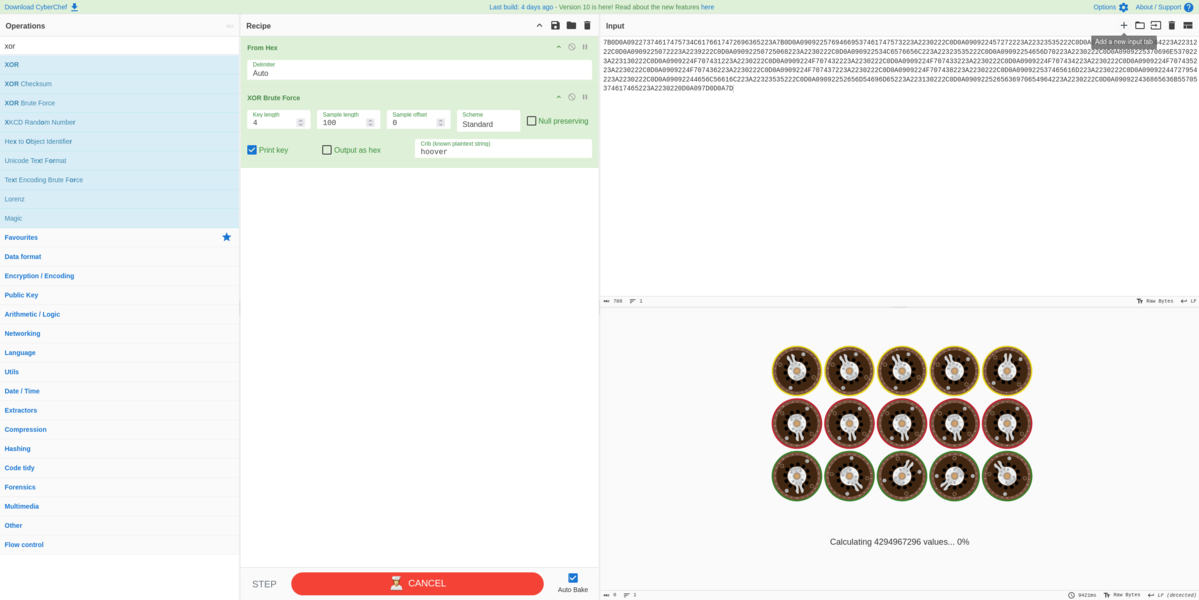 Download CyberChef
Last build: 4 days ago - Version 10 is here! Read about the new features here
Options
About / Support
Operations
Recipe
Input
xor
XOR
XOR Checksum
XOR Brute Force
XKCD Random Number
Hex to Object Identifier
Unicode Text Format
Text Encoding Brute Force
Lorenz
Magic
Favourites
Data format
Encryption / Encoding
Public Key
Arithmetic / Logic
Networking
Language
Utils
Date / Time
Extractors
Compression
Hashing
Code tidy
Forensics
Multimedia
Other
Flow control
From Hex
Delimiter
Auto
XOR Brute Force
Key length
4
Sample length
100
Sample offset
0
Scheme
Standard
Null preserving
Print key
Output as hex
Crib (known plaintext string)
hoover
STEP
CANCEL
Auto Bake
Add a new input tab
374617465223A2230220D0A097D0D0A7D
788
1
Raw Bytes
LF
Calculating 4294967296 values... 0%
0
1
9421ms
Raw Bytes
LF (detected)